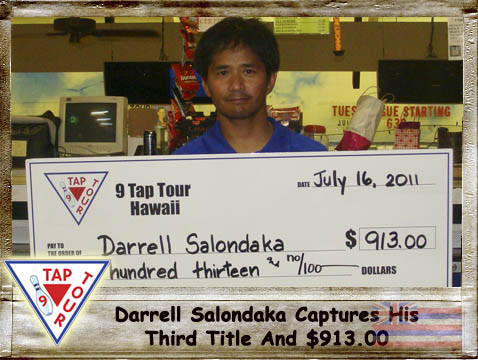 TUES GUE STARTING
9 TAP TOUR
9 Tap Tour
Hawaii
DATE July 16, 2011
PAY TO
THE ORDER OF Darrell Salondaka $ 913.00
hundred thirteen & no/100 DOLLARS
TAP
9
TOUR
Darrell Salondaka Captures His
Third Title And $913.00